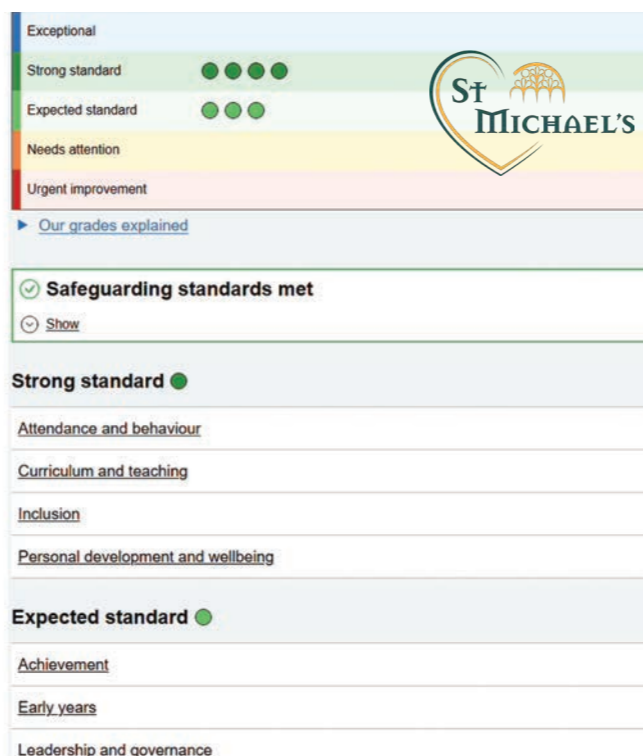 Exceptional
Strong standard
Expected standard
Needs attention
Urgent improvement
St
Michael's
Our grades explained
Safeguarding standards met
Show
Strong standard
Attendance and behaviour
Curriculum and teaching
Inclusion
Personal development and wellbeing
Expected standard
Achievement
Early years
Leadership and governance